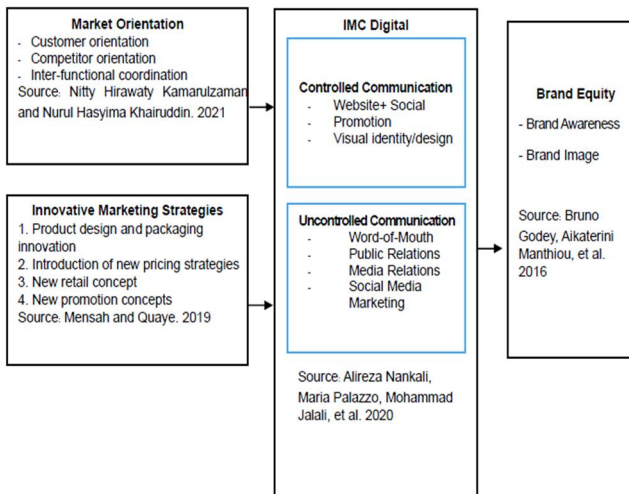 Market Orientation
- Customer orientation
- Competitor orientation
- Inter-functional coordination
Source: Nitty Hirawaty Kamarulzaman
and Nurul Hasyima Khairuddin. 2021
Innovative Marketing Strategies
1. Product design and packaging
innovation
2. Introduction of new pricing strategies
3. New retail concept
4. New promotion concepts
Source: Mensah and Quaye. 2019
IMC Digital
Controlled Communication
- Website+ Social
- Promotion
- Visual identity/design
Uncontrolled Communication
- Word-of-Mouth
- Public Relations
- Media Relations
- Social Media
Marketing
Source: Alireza Nankali,
Maria Palazzo, Mohammad
Jalali, et al. 2020
Brand Equity
- Brand Awareness
- Brand Image
Source: Bruno
Godey, Aikaterini
Manthiou, et al.
2016